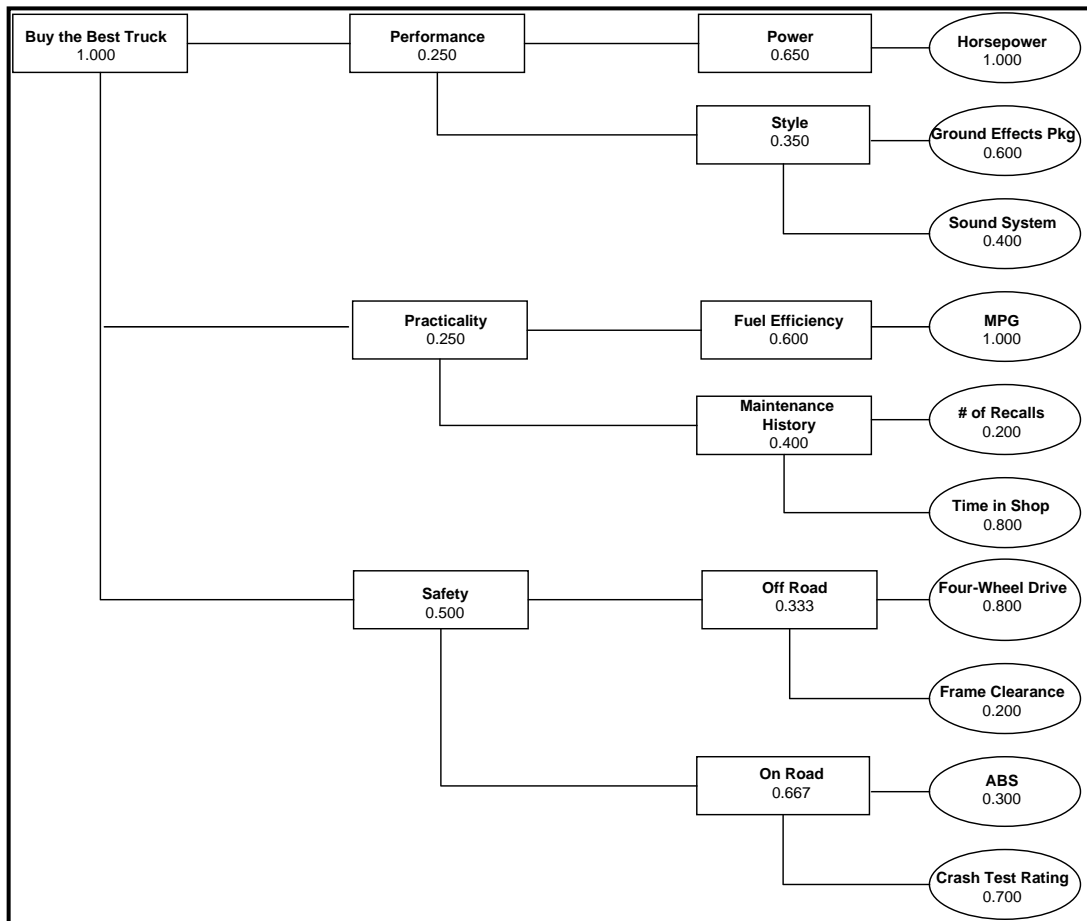 Buy the Best Truck
1.000
Performance
0.250
Power
0.650
Horsepower
1.000
Style
0.350
Ground Effects Pkg
0.600
Sound System
0.400
Practicality
0.250
Fuel Efficiency
0.600
MPG
1.000
Maintenance
History
0.400
# of Recalls
0.200
Time in Shop
0.800
Safety
0.500
Off Road
0.333
Four-Wheel Drive
0.800
Frame Clearance
0.200
On Road
0.667
ABS
0.300
Crash Test Rating
0.700